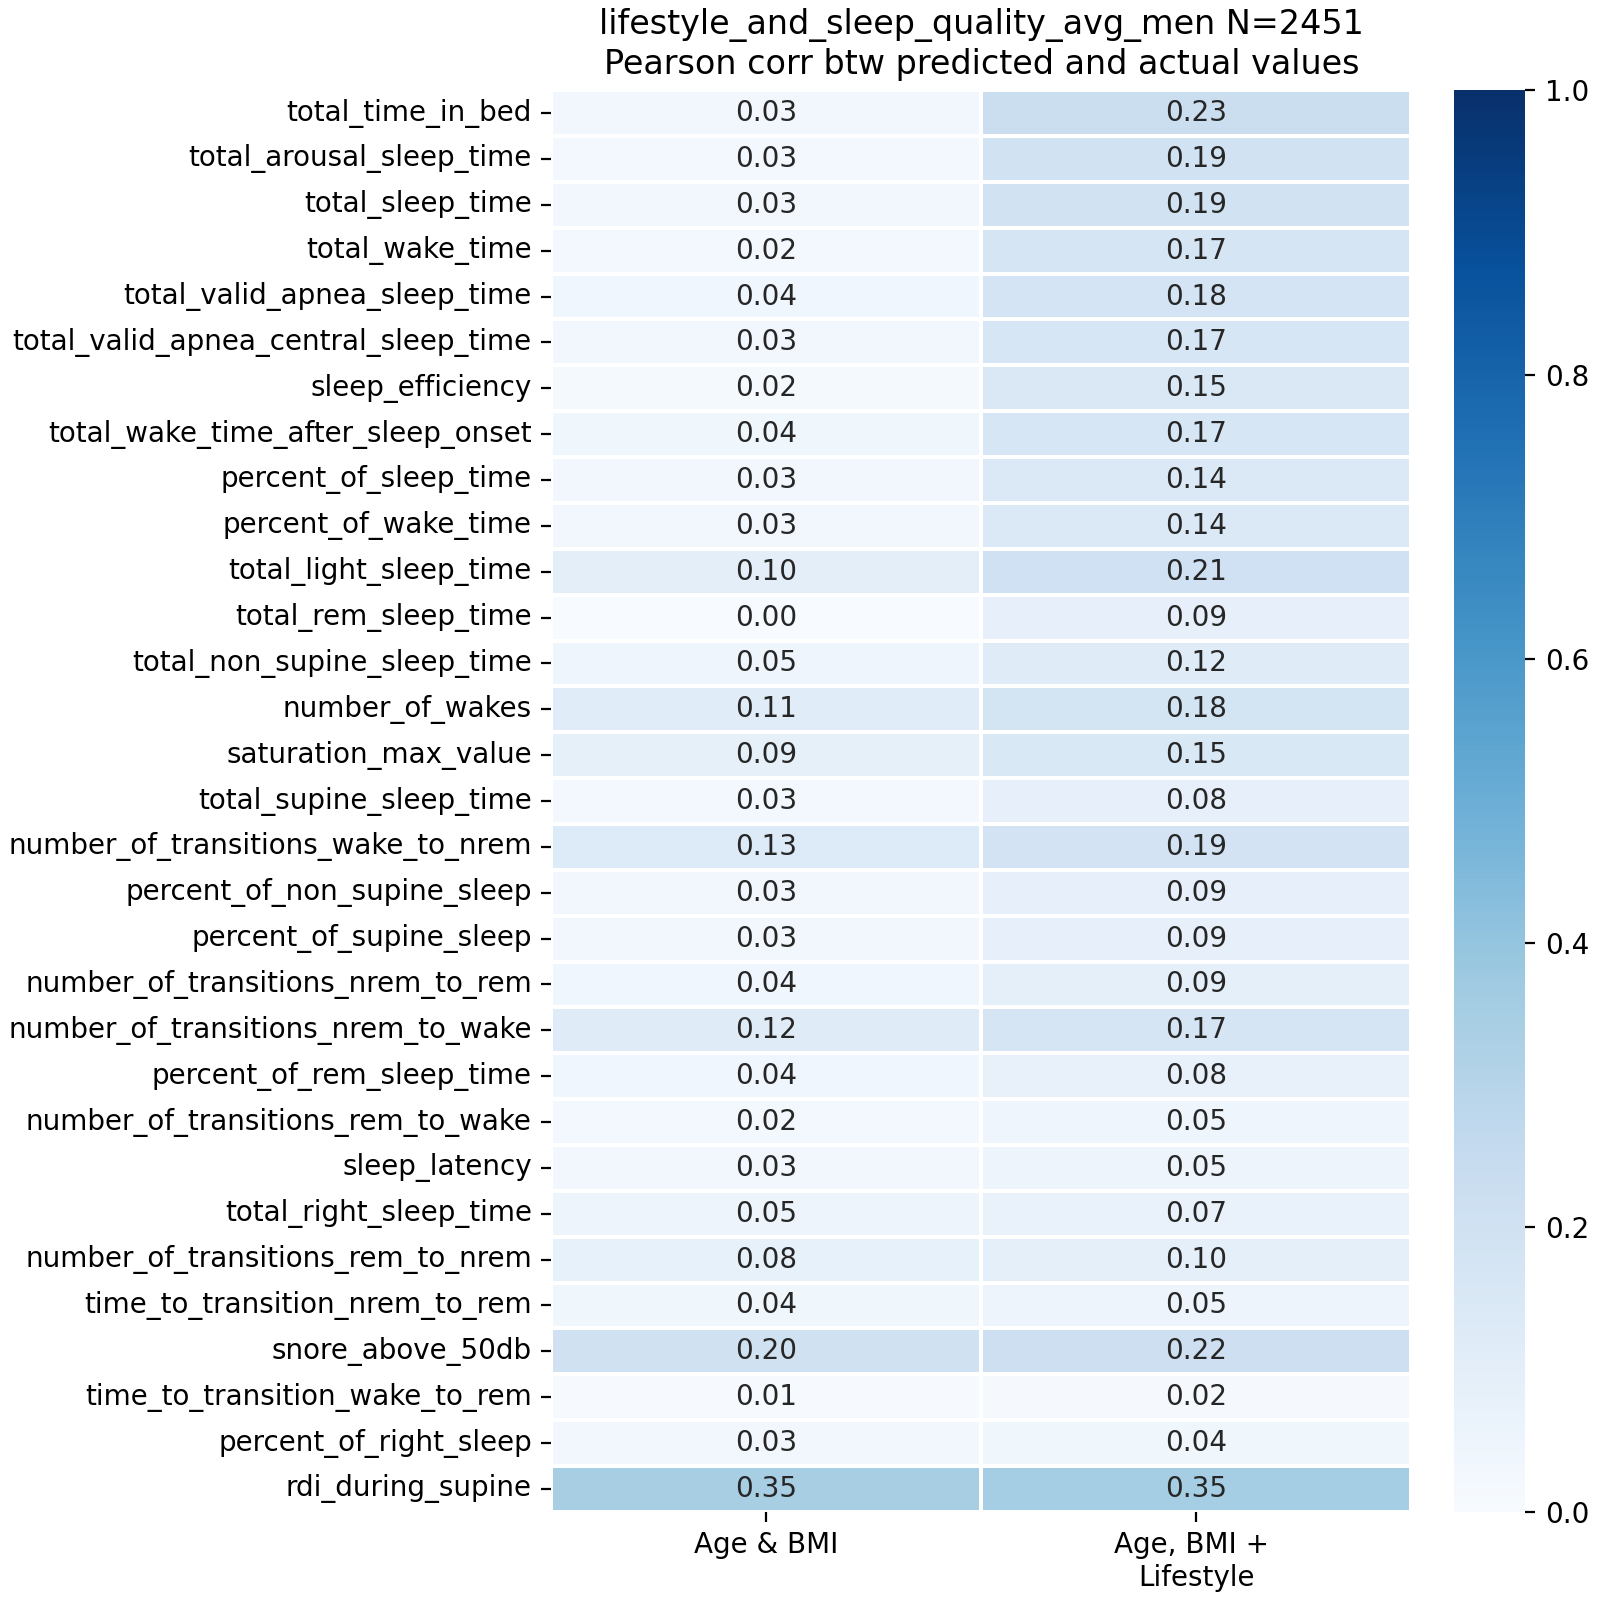 lifestyle_and_sleep_quality_avg_men N=2451
Pearson corr btw predicted and actual values
total_time_in_bed 0.03 0.23
total_arousal_sleep_time 0.03 0.19
total_sleep_time 0.03 0.19
total_wake_time 0.02 0.17
total_valid_apnea_sleep_time 0.04 0.18
total_valid_apnea_central_sleep_time 0.03 0.17
sleep_efficiency 0.02 0.15
total_wake_time_after_sleep_onset 0.04 0.17
percent_of_sleep_time 0.03 0.14
percent_of_wake_time 0.03 0.14
total_light_sleep_time 0.10 0.21
total_rem_sleep_time 0.00 0.09
total_non_supine_sleep_time 0.05 0.12
number_of_wakes 0.11 0.18
saturation_max_value 0.09 0.15
total_supine_sleep_time 0.03 0.08
number_of_transitions_wake_to_nrem 0.13 0.19
percent_of_non_supine_sleep 0.03 0.09
percent_of_supine_sleep 0.03 0.09
number_of_transitions_nrem_to_rem 0.04 0.09
number_of_transitions_nrem_to_wake 0.12 0.17
percent_of_rem_sleep_time 0.04 0.08
number_of_transitions_rem_to_wake 0.02 0.05
sleep_latency 0.03 0.05
total_right_sleep_time 0.05 0.07
number_of_transitions_rem_to_nrem 0.08 0.10
time_to_transition_nrem_to_rem 0.04 0.05
snore_above_50db 0.20 0.22
time_to_transition_wake_to_rem 0.01 0.02
percent_of_right_sleep 0.03 0.04
rdi_during_supine 0.35 0.35
Age & BMI
Age, BMI +
Lifestyle
1.0
0.8
0.6
0.4
0.2
0.0